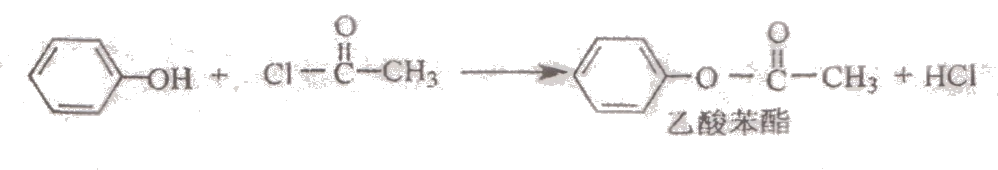 O O
—OH + Cl—C—CH₃ ⟶ —O—C—CH₃ + HCl
乙酸苯酯